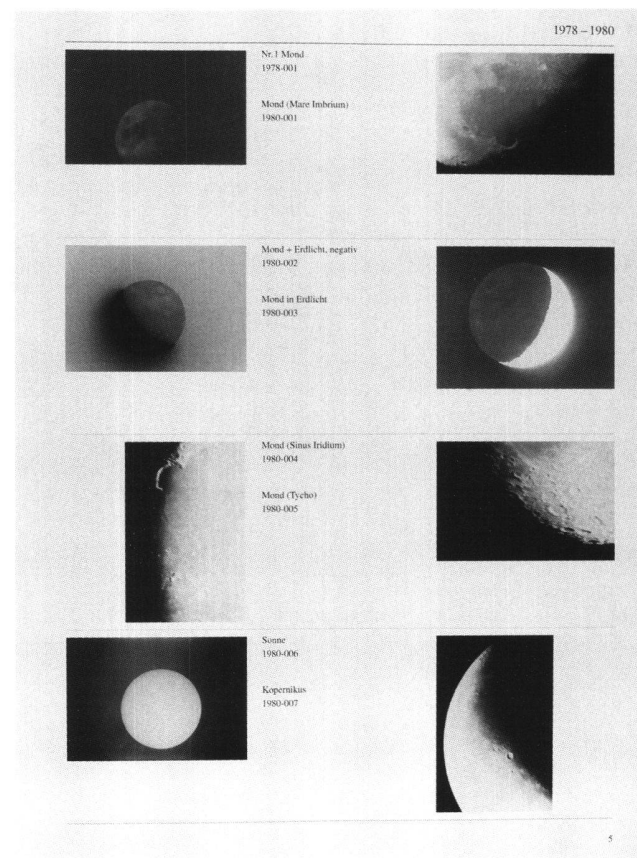 1978 – 1980
Nr. 1 Mond
1978-001
Mond (Mare Imbrium)
1980-001
Mond + Erdlicht, negativ
1980-002
Mond in Erdlicht
1980-003
Mond (Sinus Iridium)
1980-004
Mond (Tycho)
1980-005
Sonne
1980-006
Kopernikus
1980-007
5